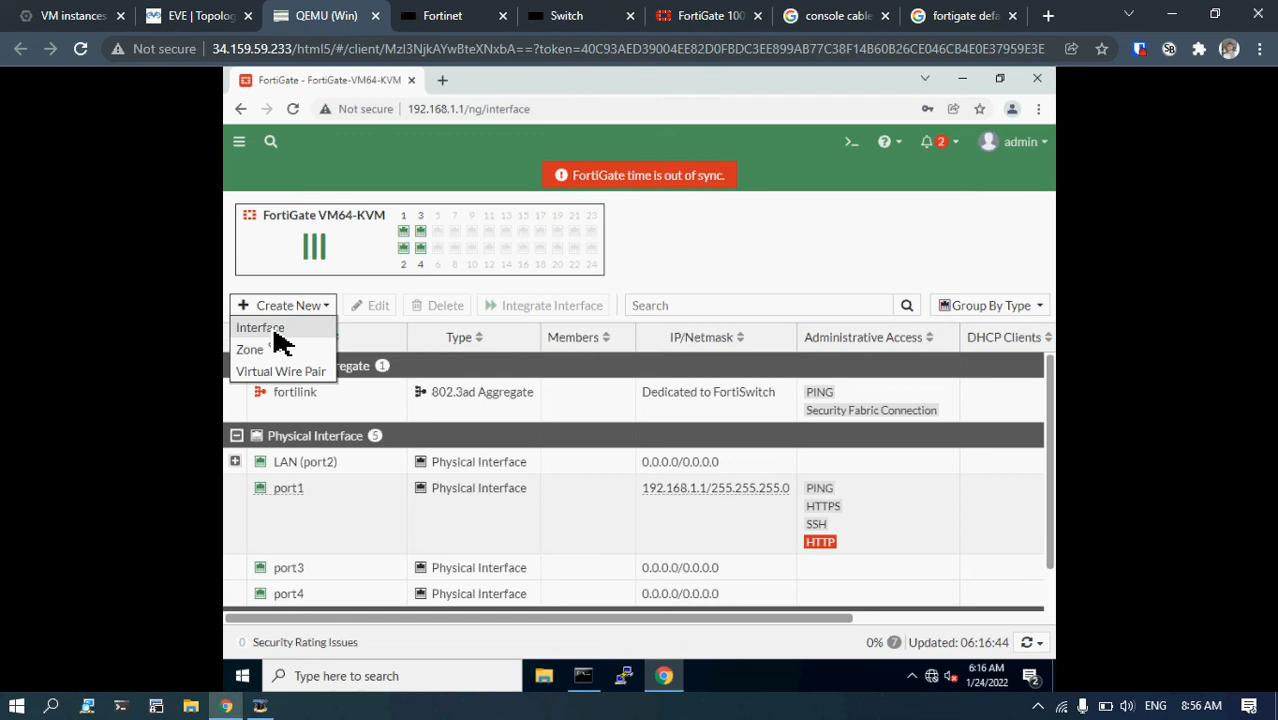 VM instances
EVE | Topolog
QEMU (Win)
Fortinet
Switch
FortiGate 100
console cable
fortigate defa
Not secure
34.159.59.233/html5/#/client/MzI3NjkAYwBteXNxbA==?token=40C93AED39004EE82D0FBDC3EE899AB77C38F14B60B26CE046CB4E0E37959E3E
FortiGate - FortiGate-VM64-KVM
Not secure
192.168.1.1/ng/interface
2
admin
FortiGate time is out of sync.
FortiGate VM64-KVM
1 3 5 7 9 11 13 15 17 19 21 23
2 4 6 8 10 12 14 16 18 20 22 24
Create New
Edit
Delete
Integrate Interface
Search
Group By Type
Interface
Zone
Virtual Wire Pair
Type
Members
IP/Netmask
Administrative Access
DHCP Clients
regate 1
fortilink
802.3ad Aggregate
Dedicated to FortiSwitch
PING
Security Fabric Connection
Physical Interface 5
LAN (port2)
Physical Interface
0.0.0.0/0.0.0.0
port1
Physical Interface
192.168.1.1/255.255.255.0
PING
HTTPS
SSH
HTTP
port3
Physical Interface
0.0.0.0/0.0.0.0
port4
Physical Interface
0.0.0.0/0.0.0.0
0 Security Rating Issues
0% 7
Updated: 06:16:44
Type here to search
6:16 AM
1/24/2022
2
ENG
8:56 AM